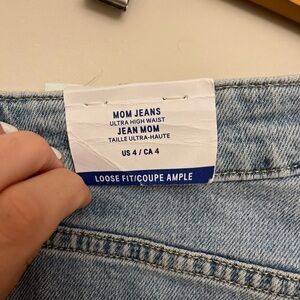 MOM JEANS
ULTRA HIGH WAIST
JEAN MOM
TAILLE ULTRA-HAUTE
US 4 / CA 4
LOOSE FIT/COUPE AMPLE